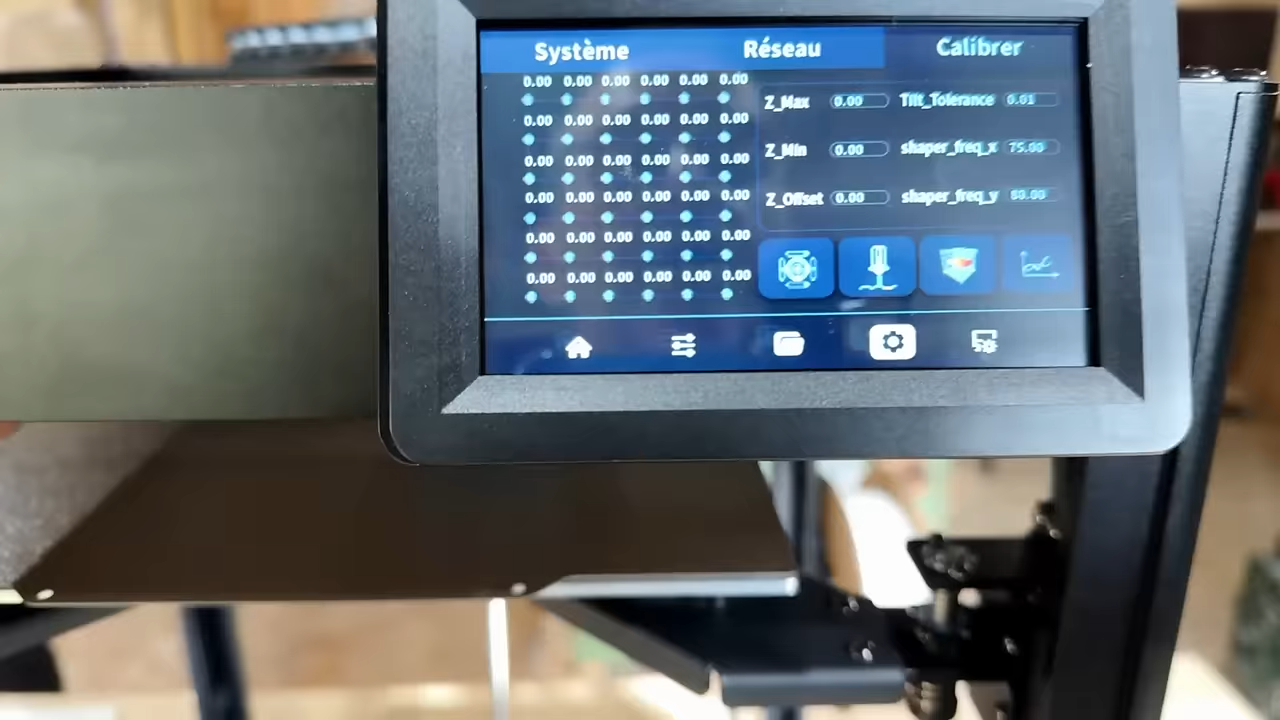 Système Réseau Calibrer
0.00 0.00 0.00 0.00 0.00 0.00
0.00 0.00 0.00 0.00 0.00 0.00
0.00 0.00 0.00 0.00 0.00 0.00
0.00 0.00 0.00 0.00 0.00 0.00
0.00 0.00 0.00 0.00 0.00 0.00
0.00 0.00 0.00 0.00 0.00 0.00
Z_Max 0.00 Tilt_Tolerance 0.01
Z_Min 0.00 shaper_freq_x 75.00
Z_Offset 0.00 shaper_freq_y 80.00